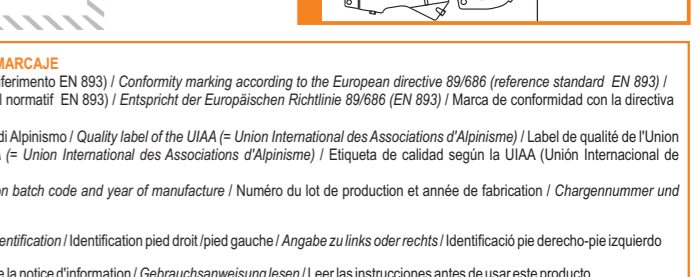 MARCAJE
riferimento EN 893) / Conformity marking according to the European directive 89/686 (reference standard EN 893) /
l normatif EN 893) / Entspricht der Europäischen Richtlinie 89/686 (EN 893) / Marca de conformidad con la directiva
di Alpinismo / Quality label of the UIAA (= Union International des Associations d'Alpinisme) / Label de qualité de l'Union
(= Union International des Associations d'Alpinisme) / Etiqueta de calidad según la UIAA (Unión Internacional de
on batch code and year of manufacture / Numéro du lot de production et année de fabrication / Chargennummer und
entification / Identification pied droit /pied gauche / Angabe zu links oder rechts / Identificació pie derecho-pie izquierdo
e la notice d'information / Gebrauchsanweisung lesen / Leer las instrucciones antes de usar este producto